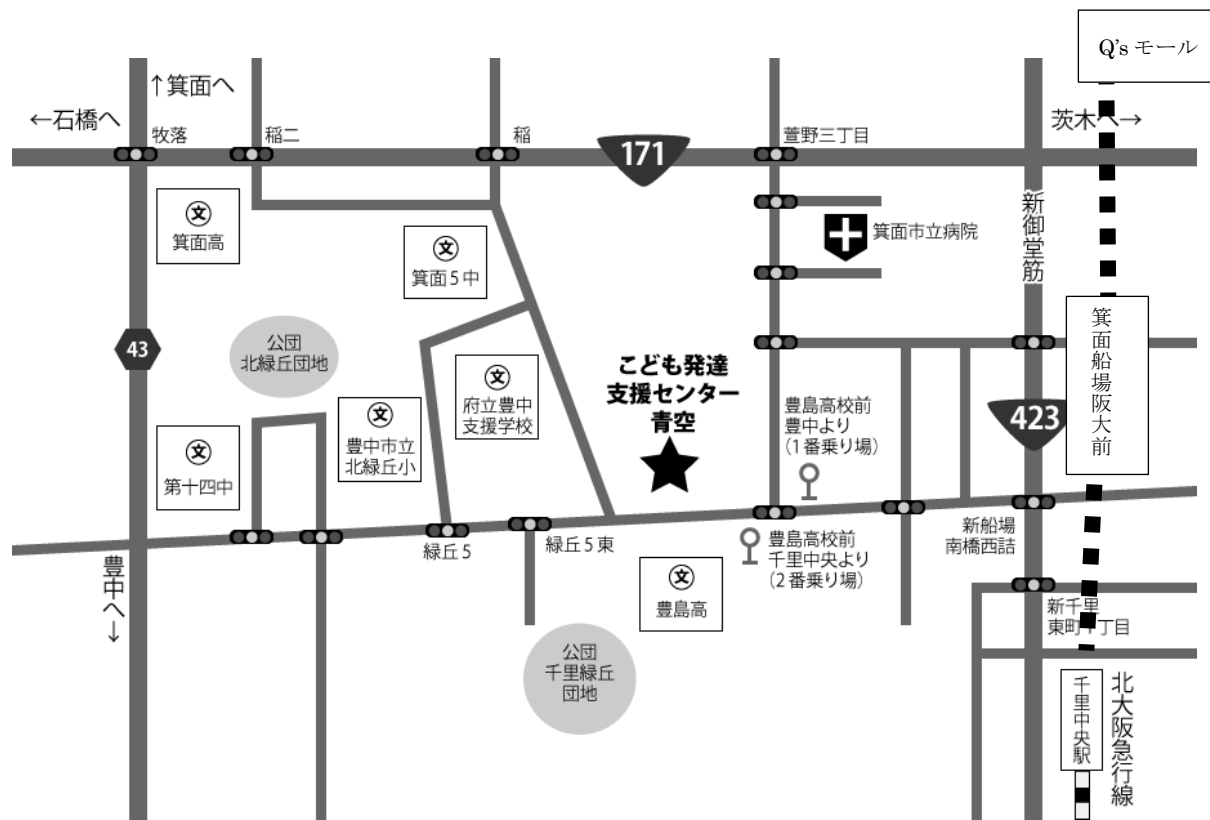 Q'sモール
↑箕面へ
←石橋へ
茨木へ→
牧落
稲二
稲
171
萱野三丁目
文
箕面高
文
箕面5中
箕面市立病院
新御堂筋
43
公団
北緑丘団地
文
府立豊中
支援学校
こども発達
支援センター
青空
箕面船場阪大前
423
豊島高校前
豊中より
(1番乗り場)
文
豊中市立
北緑丘小
文
第十四中
緑丘5
緑丘5東
豊島高校前
千里中央より
(2番乗り場)
新船場
南橋西詰
豊中へ↓
文
豊島高
新千里
東町1丁目
公団
千里緑丘
団地
千里中央駅
北大阪急行線